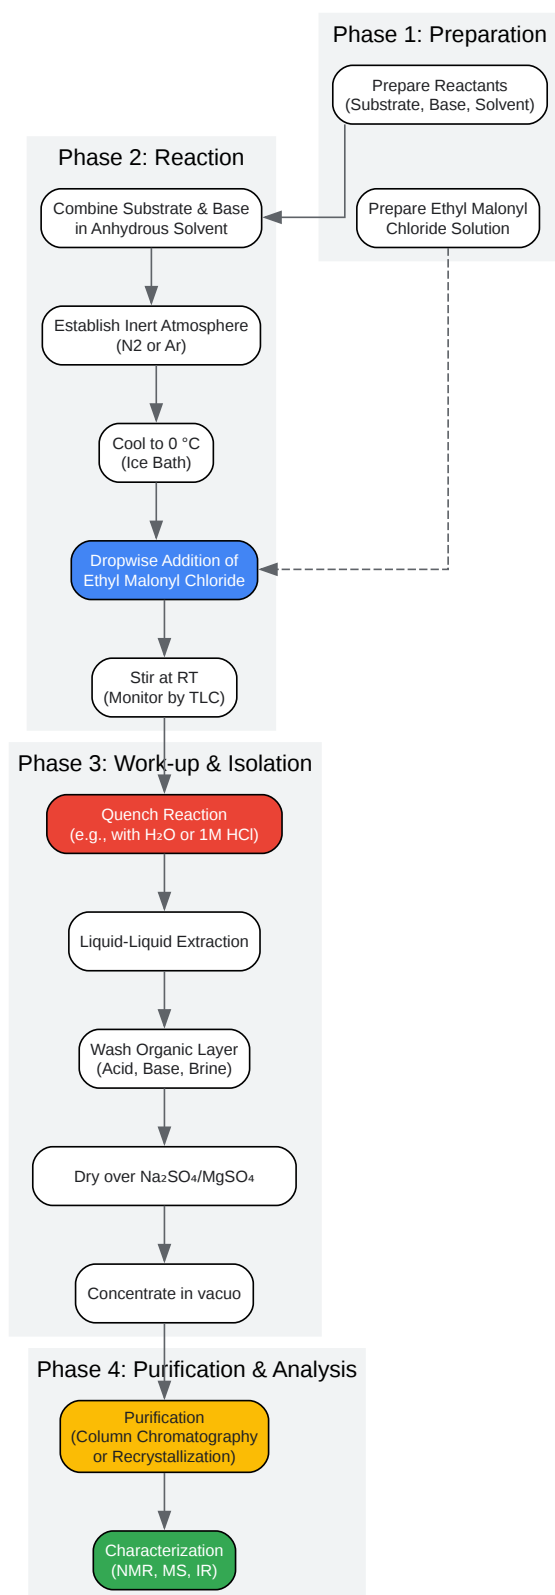 Phase 1: Preparation
Prepare Reactants
(Substrate, Base, Solvent)
Prepare Ethyl Malonyl
Chloride Solution
Phase 2: Reaction
Combine Substrate & Base
in Anhydrous Solvent
Establish Inert Atmosphere
(N2 or Ar)
Cool to 0 °C
(Ice Bath)
Dropwise Addition of
Ethyl Malonyl Chloride
Stir at RT
(Monitor by TLC)
Phase 3: Work-up & Isolation
Quench Reaction
(e.g., with H₂O or 1M HCl)
Liquid-Liquid Extraction
Wash Organic Layer
(Acid, Base, Brine)
Dry over Na₂SO₄/MgSO₄
Concentrate in vacuo
Phase 4: Purification & Analysis
Purification
(Column Chromatography
or Recrystallization)
Characterization
(NMR, MS, IR)